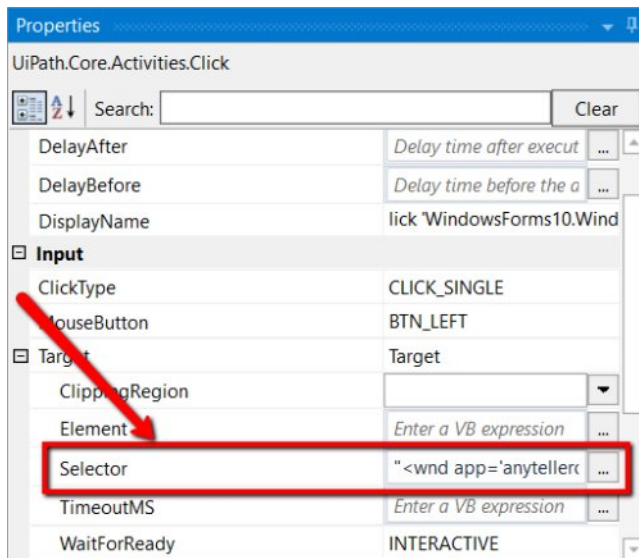 Properties
UiPath.Core.Activities.Click
Search: Clear
DelayAfter Delay time after execut ...
DelayBefore Delay time before the a ...
DisplayName lick 'WindowsForms10.Wind
Input
ClickType CLICK_SINGLE
MouseButton BTN_LEFT
Target Target
ClippingRegion
Element Enter a VB expression ...
Selector "<wnd app='anytellerc ...
TimeoutMS Enter a VB expression ...
WaitForReady INTERACTIVE